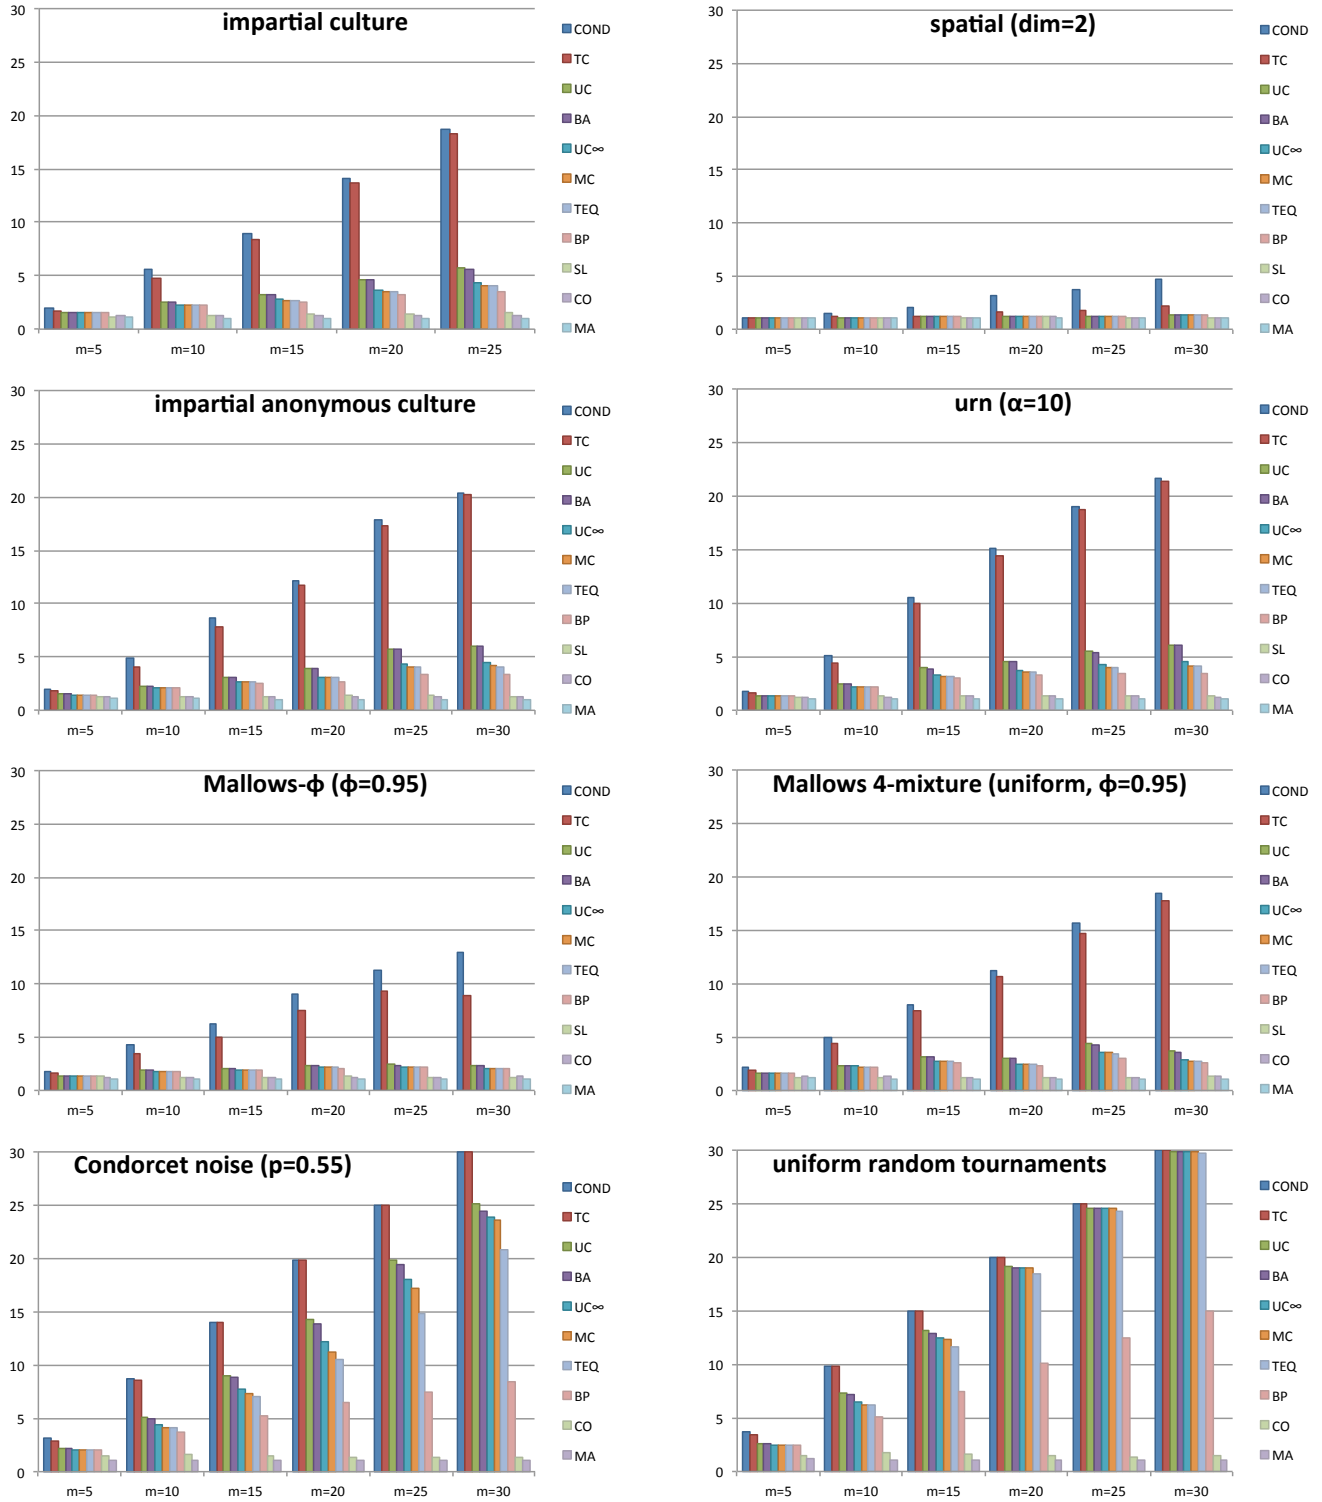 impartial culture
30
25
20
15
10
5
0
m=5 m=10 m=15 m=20 m=25
COND
TC
UC
BA
UC∞
MC
TEQ
BP
SL
CO
MA
spatial (dim=2)
30
25
20
15
10
5
0
m=5 m=10 m=15 m=20 m=25 m=30
COND
TC
UC
BA
UC∞
MC
TEQ
BP
SL
CO
MA
impartial anonymous culture
30
25
20
15
10
5
0
m=5 m=10 m=15 m=20 m=25 m=30
COND
TC
UC
BA
UC∞
MC
TEQ
BP
SL
CO
MA
urn (α=10)
30
25
20
15
10
5
0
m=5 m=10 m=15 m=20 m=25 m=30
COND
TC
UC
BA
UC∞
MC
TEQ
BP
SL
CO
MA
Mallows-ϕ (ϕ=0.95)
30
25
20
15
10
5
0
m=5 m=10 m=15 m=20 m=25 m=30
COND
TC
UC
BA
UC∞
MC
TEQ
BP
SL
CO
MA
Mallows 4-mixture (uniform, ϕ=0.95)
30
25
20
15
10
5
0
m=5 m=10 m=15 m=20 m=25 m=30
COND
TC
UC
BA
UC∞
MC
TEQ
BP
SL
CO
MA
Condorcet noise (p=0.55)
30
25
20
15
10
5
0
m=5 m=10 m=15 m=20 m=25 m=30
COND
TC
UC
BA
UC∞
MC
TEQ
BP
CO
MA
uniform random tournaments
30
25
20
15
10
5
0
m=5 m=10 m=15 m=20 m=25 m=30
COND
TC
UC
BA
UC∞
MC
TEQ
BP
CO
MA